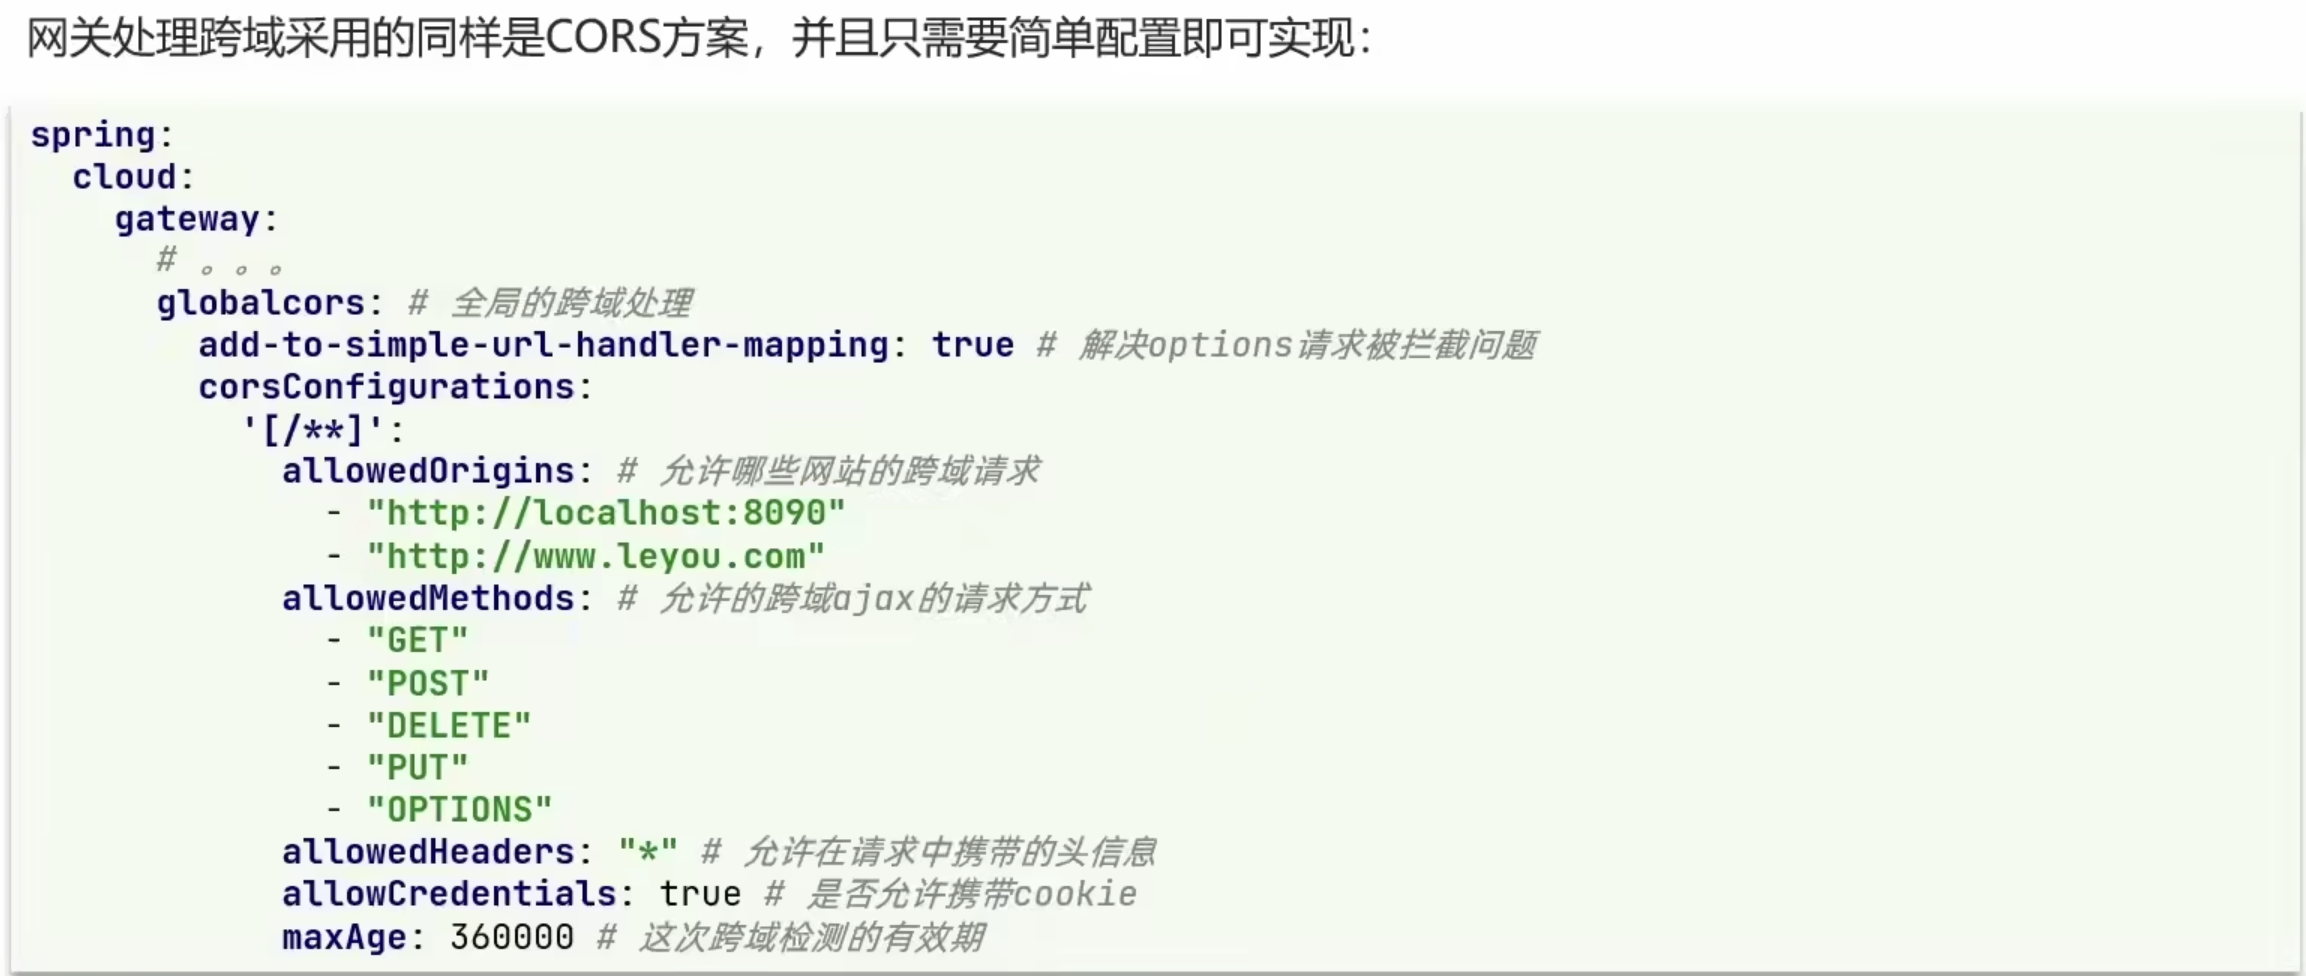 网关处理跨域采用的同样是CORS方案，并且只需要简单配置即可实现：
spring:
  cloud:
    gateway:
      # 。。。
      globalcors: # 全局的跨域处理
        add-to-simple-url-handler-mapping: true # 解决options请求被拦截问题
        corsConfigurations:
          '[/**]':
            allowedOrigins: # 允许哪些网站的跨域请求
              - "http://localhost:8090"
              - "http://www.leyou.com"
            allowedMethods: # 允许的跨域ajax的请求方式
              - "GET"
              - "POST"
              - "DELETE"
              - "PUT"
              - "OPTIONS"
            allowedHeaders: "*" # 允许在请求中携带的头信息
            allowCredentials: true # 是否允许携带cookie
            maxAge: 360000 # 这次跨域检测的有效期